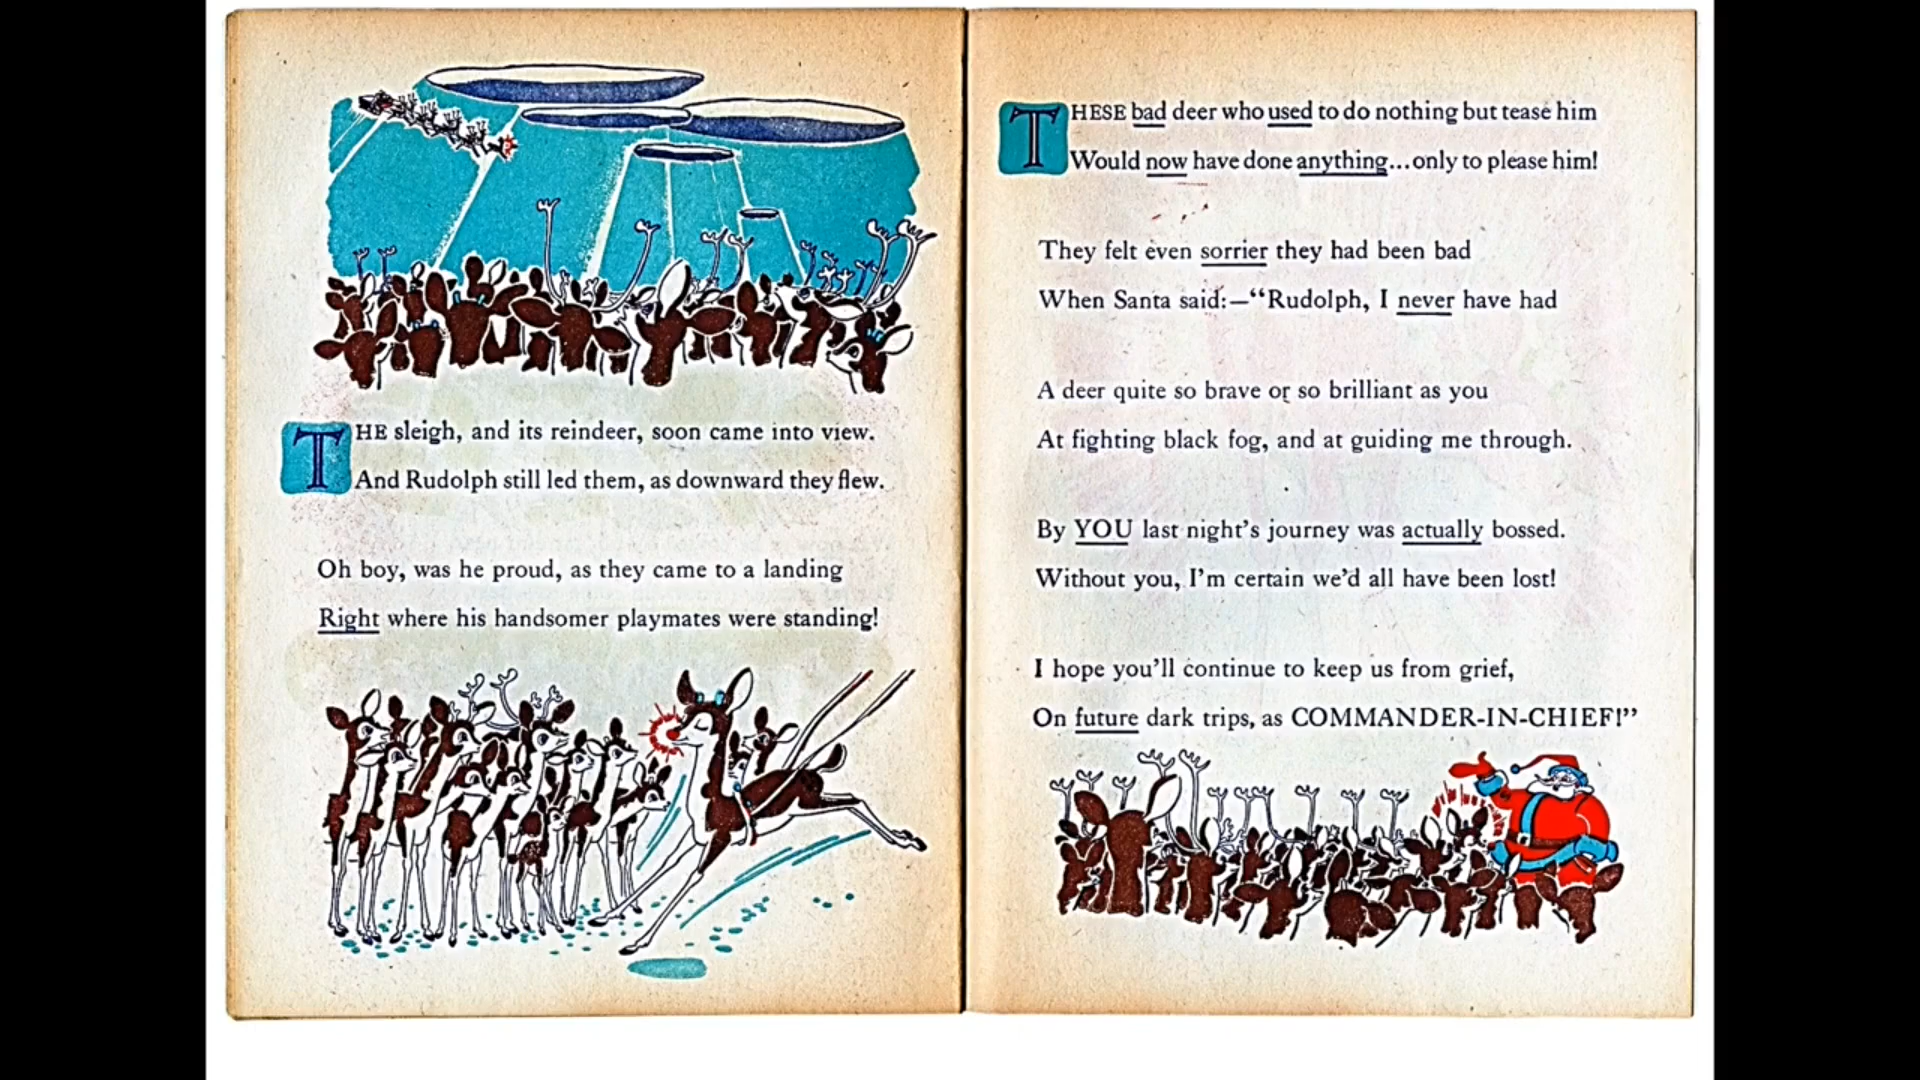 THE sleigh, and its reindeer, soon came into view.
And Rudolph still led them, as downward they flew.
Oh boy, was he proud, as they came to a landing
Right where his handsomer playmates were standing!
THESE bad deer who used to do nothing but tease him
Would now have done anything...only to please him!
They felt even sorrier they had been bad
When Santa said:—“Rudolph, I never have had
A deer quite so brave or so brilliant as you
At fighting black fog, and at guiding me through.
By YOU last night’s journey was actually bossed.
Without you, I’m certain we’d all have been lost!
I hope you’ll continue to keep us from grief,
On future dark trips, as COMMANDER-IN-CHIEF!”